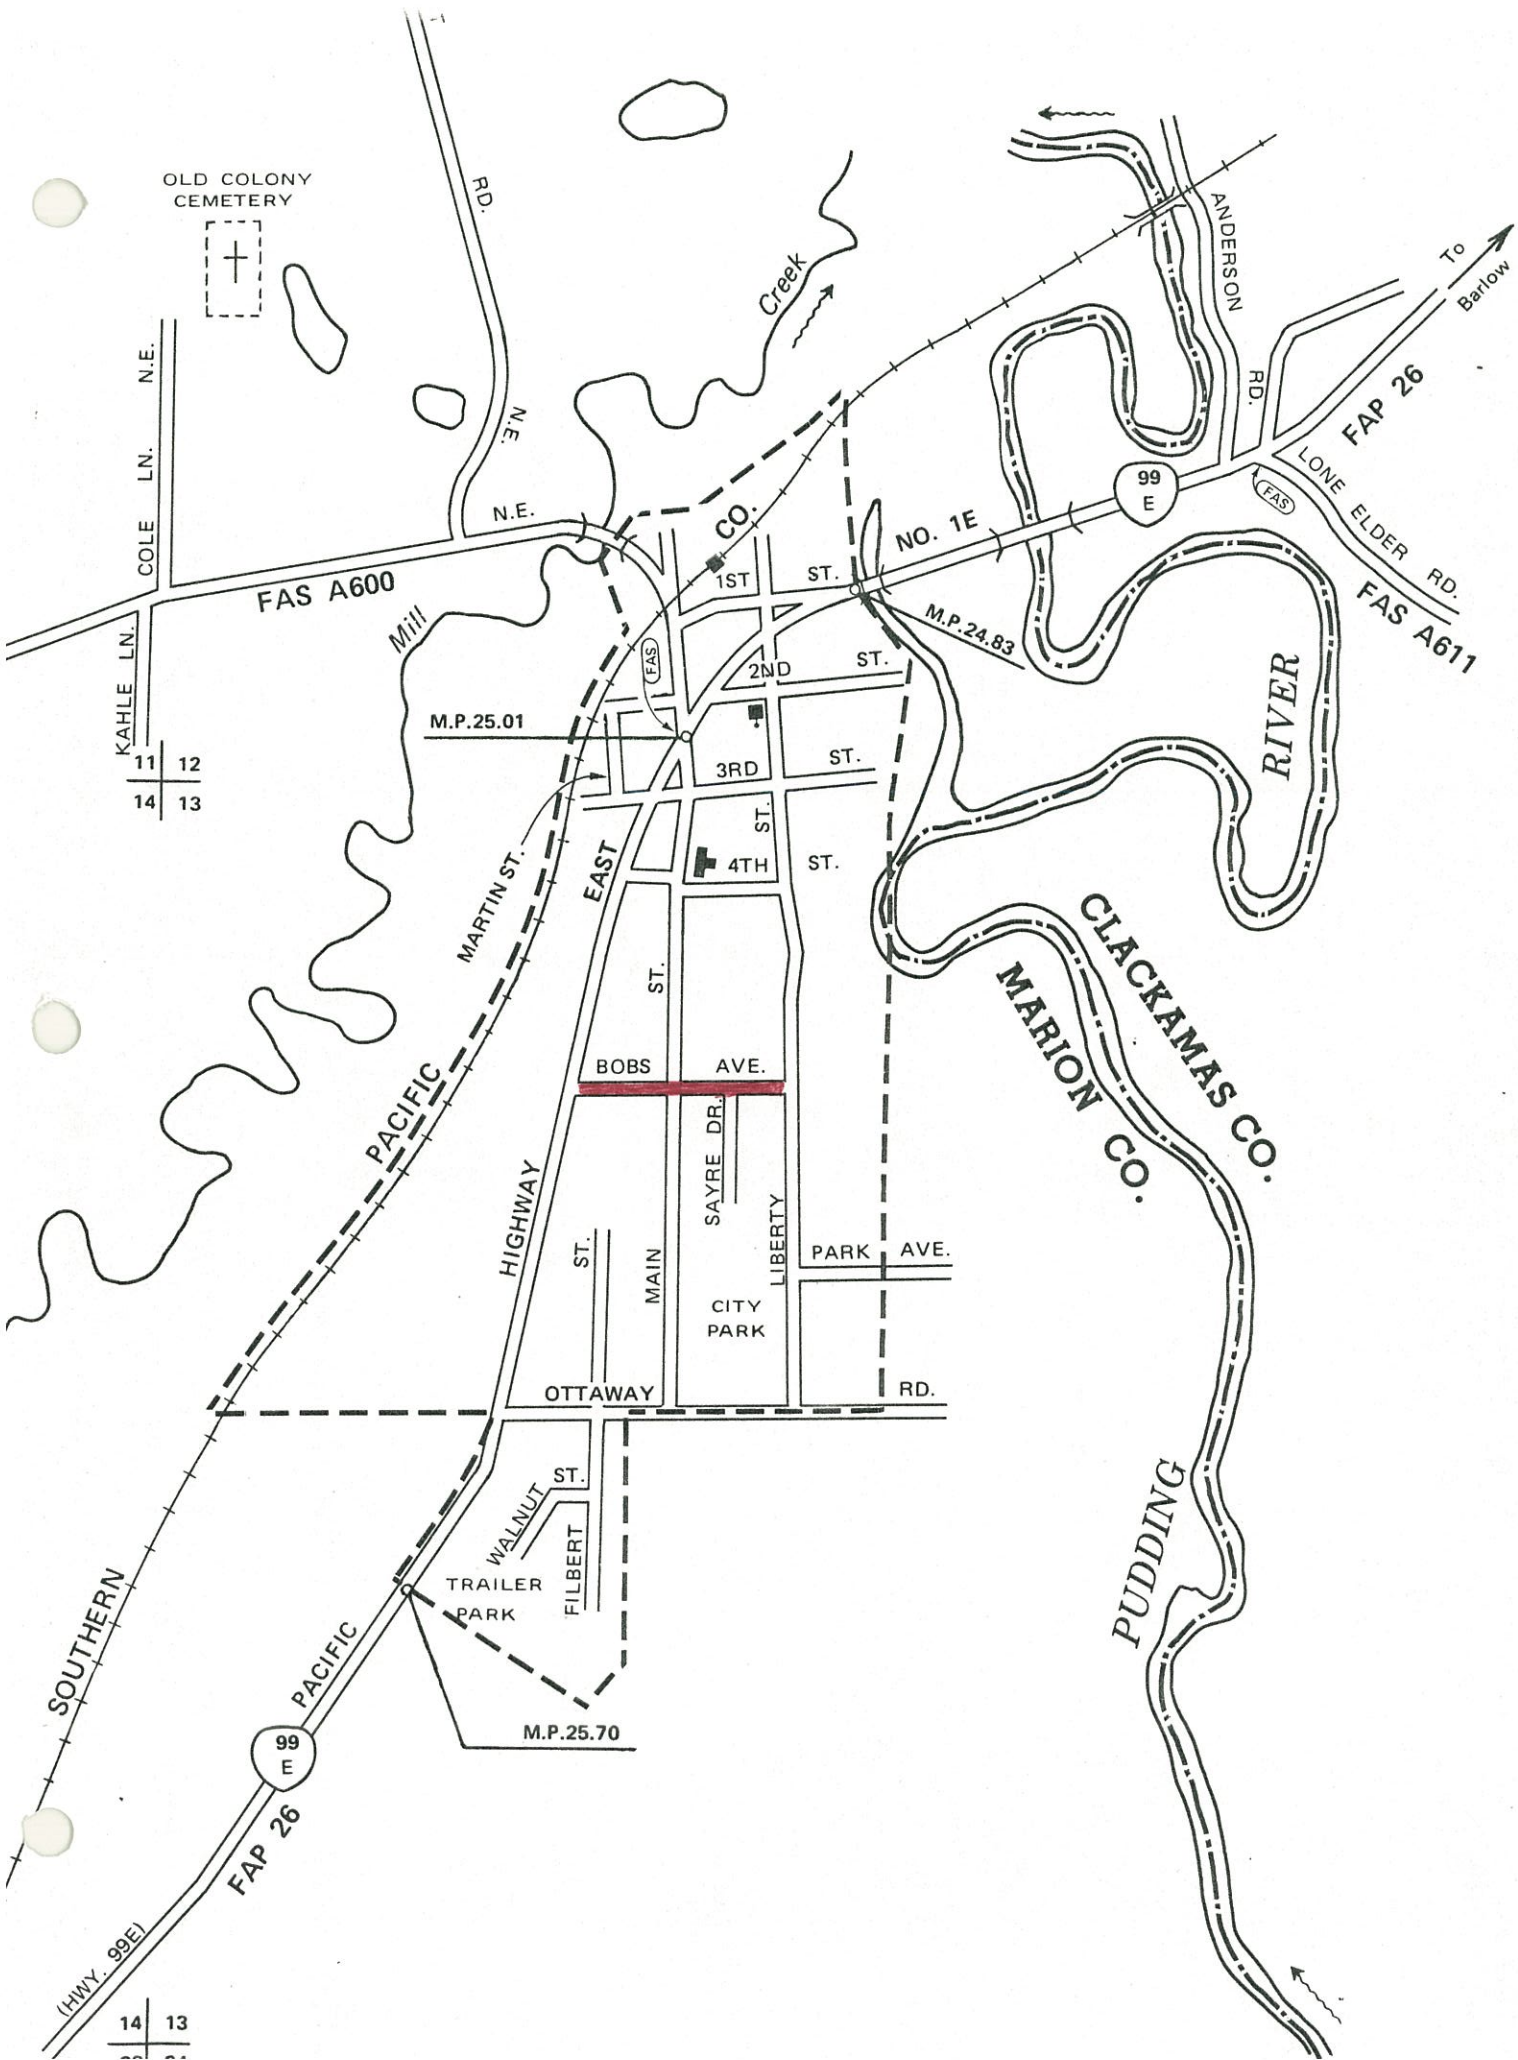 OLD COLONY
CEMETERY
RD.
N.E.
COLE LN. N.E.
N.E.
FAS A600
KAHLE LN.
11 12
14 13
Mill
Creek
ANDERSON
RD.
To
Barlow
FAP 26
99
E
NO. 1E
FAS
LONE ELDER RD.
FAS A611
CO.
1ST ST.
M.P.24.83
FAS
2ND ST.
M.P.25.01
3RD ST.
ST.
MARTIN ST.
EAST
4TH ST.
RIVER
CLACKAMAS CO.
MARION CO.
ST.
BOBS AVE.
PACIFIC
SAYRE DR.
HIGHWAY
ST.
MAIN
LIBERTY
PARK AVE.
CITY
PARK
OTTAWAY RD.
WALNUT ST.
FILBERT
TRAILER
PARK
PUDDING
SOUTHERN
PACIFIC
M.P.25.70
99
E
FAP 26
(HWY. 99E)
14 13